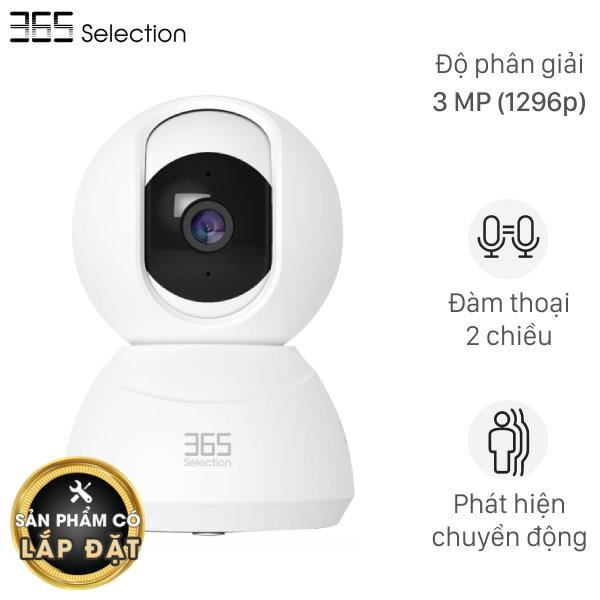 365 Selection
Độ phân giải
3 MP (1296p)
Đàm thoại
2 chiều
365
Selection
Phát hiện
chuyển động
SẢN PHẨM CÓ
LẮP ĐẶT